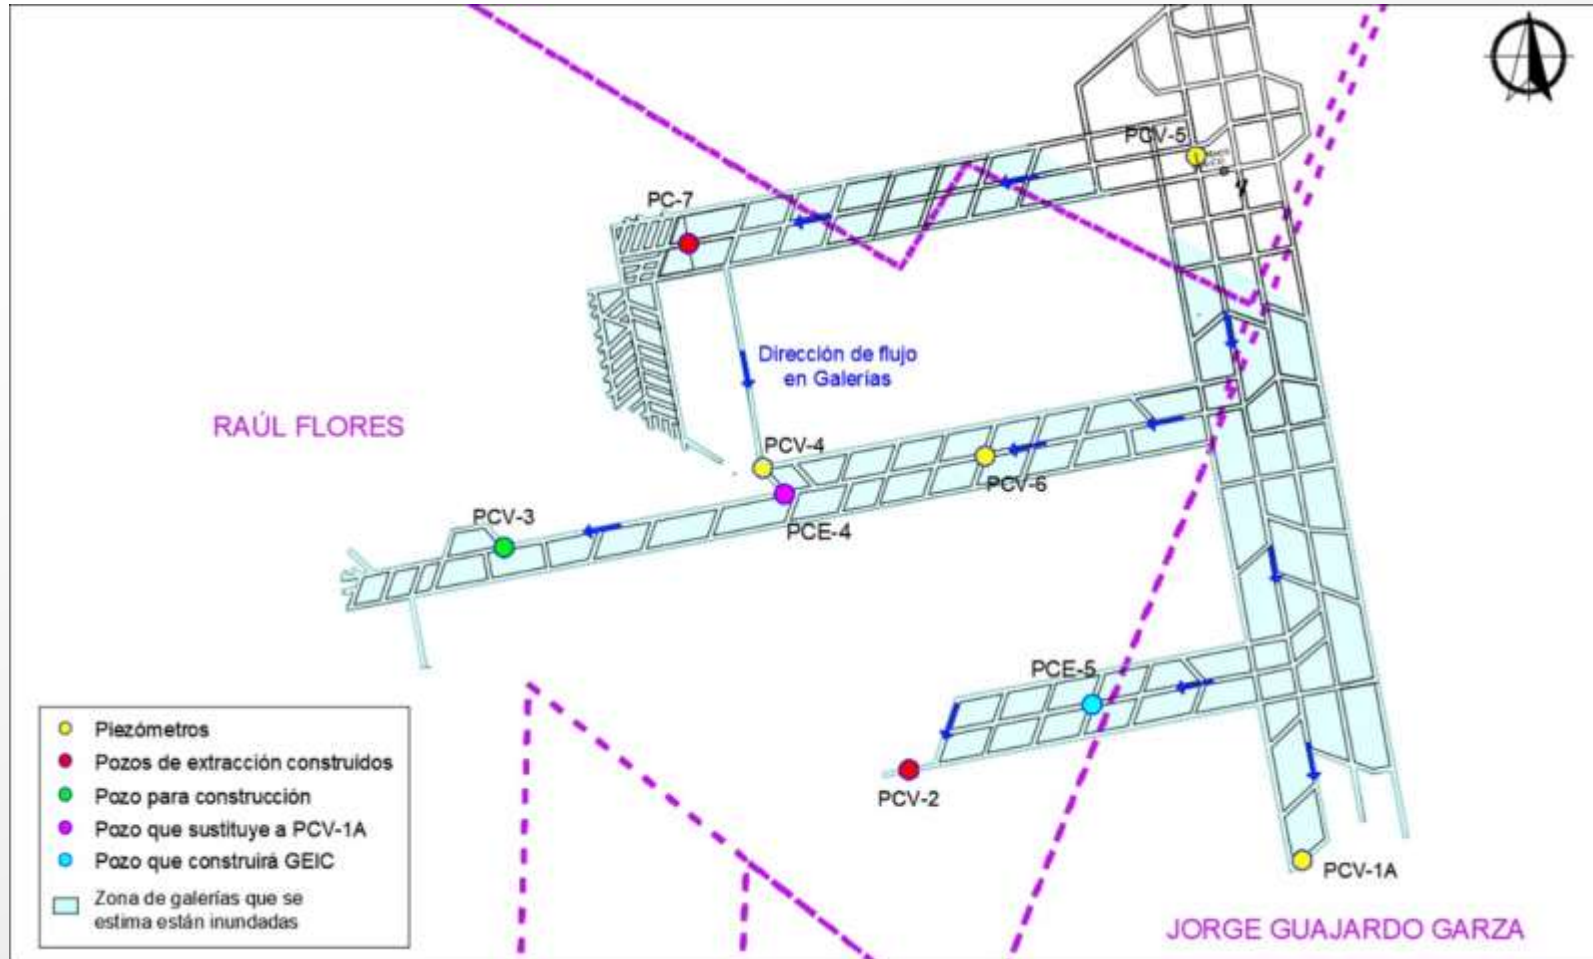 PCV-5
PC-7
Dirección de flujo
en Galerías
RAÚL FLORES
PCV-4
PCV-6
PCV-3
PCE-4
PCE-5
PCV-2
PCV-1A
JORGE GUAJARDO GARZA
Piezómetros
Pozos de extracción construidos
Pozo para construcción
Pozo que sustituye a PCV-1A
Pozo que construirá GEIC
Zona de galerías que se
estima están inundadas